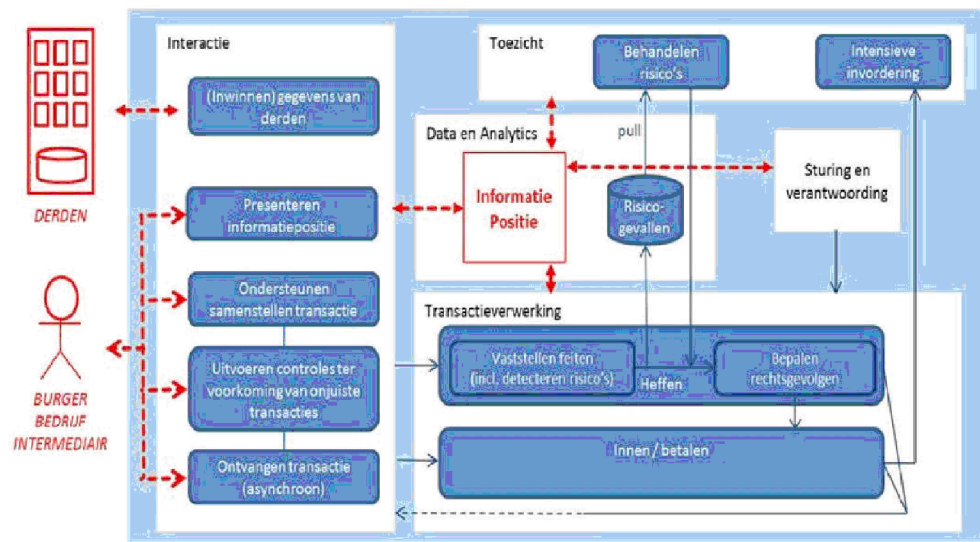 Interactie
(Inwinnen) gegevens van
derden
Presenteren
informatiepositie
Ondersteunen
samenstellen transactie
Uitvoeren controles ter
voorkoming van onjuiste
transacties
Ontvangen transactie
(asynchroon)
DERDEN
BURGER
BEDRIJF
INTERMEDIAIR
Toezicht
Behandelen
risico's
Intensieve
invordering
Data en Analytics
pull
Informatie
Positie
Risico-
gevallen
Sturing en
verantwoording
Transactieverwerking
Vaststellen feiten
(incl. detecteren risico's)
Heffen
Bepalen
rechtsgevolgen
Innen / betalen